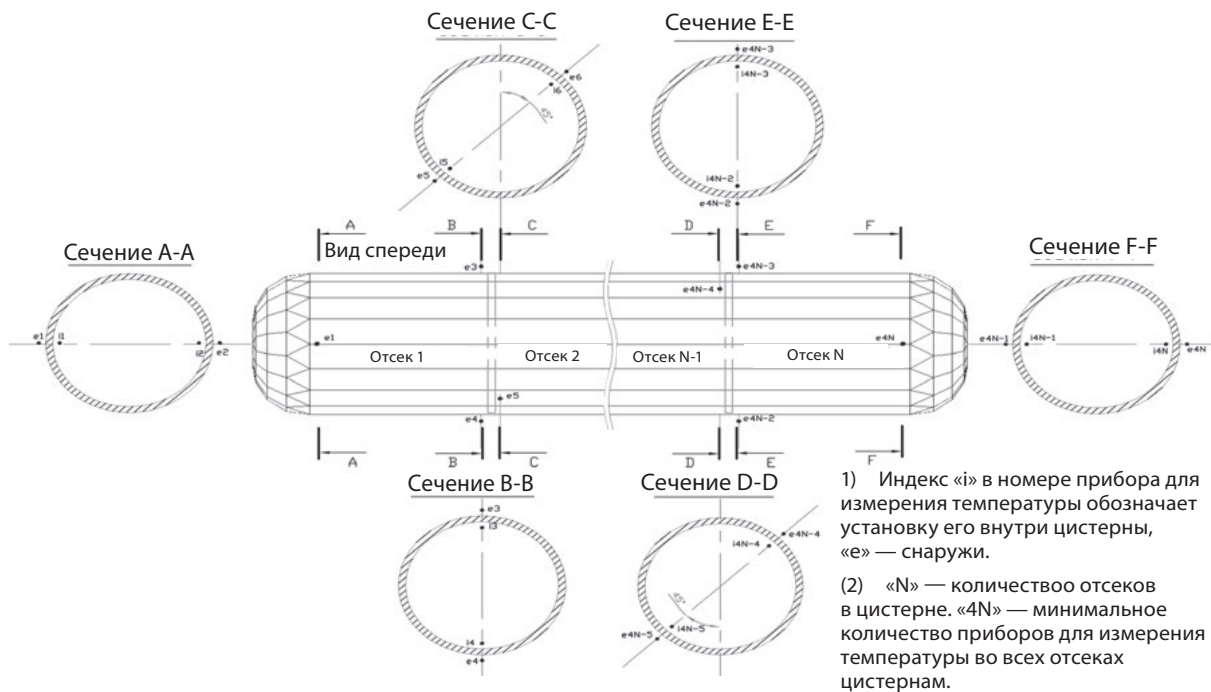 Сечение C-C
Сечение E-E
e6
i6
45°
i5
e5
e4N-3
i4N-3
i4N-2
e4N-2
A
B
C
D
E
F
Сечение A-A
Вид спереди
Сечение F-F
e3
e4N-3
e4N-4
e1
i1
i2
e2
e1
Отсек 1
Отсек 2
Отсек N-1
Отсек N
e4N
e4N-1
i4N-1
i4N
e4N
e5
e4
e4N-2
A
B
C
D
E
F
Сечение B-B
Сечение D-D
e3
i3
i4
e4
e4N-4
i4N-4
45°
i4N-5
e4N-5
1) Индекс «i» в номере прибора для
измерения температуры обозначает
установку его внутри цистерны,
«e» — снаружи.
(2) «N» — количествоо отсеков
в цистерне. «4N» — минимальное
количество приборов для измерения
температуры во всех отсеках
цистернам.